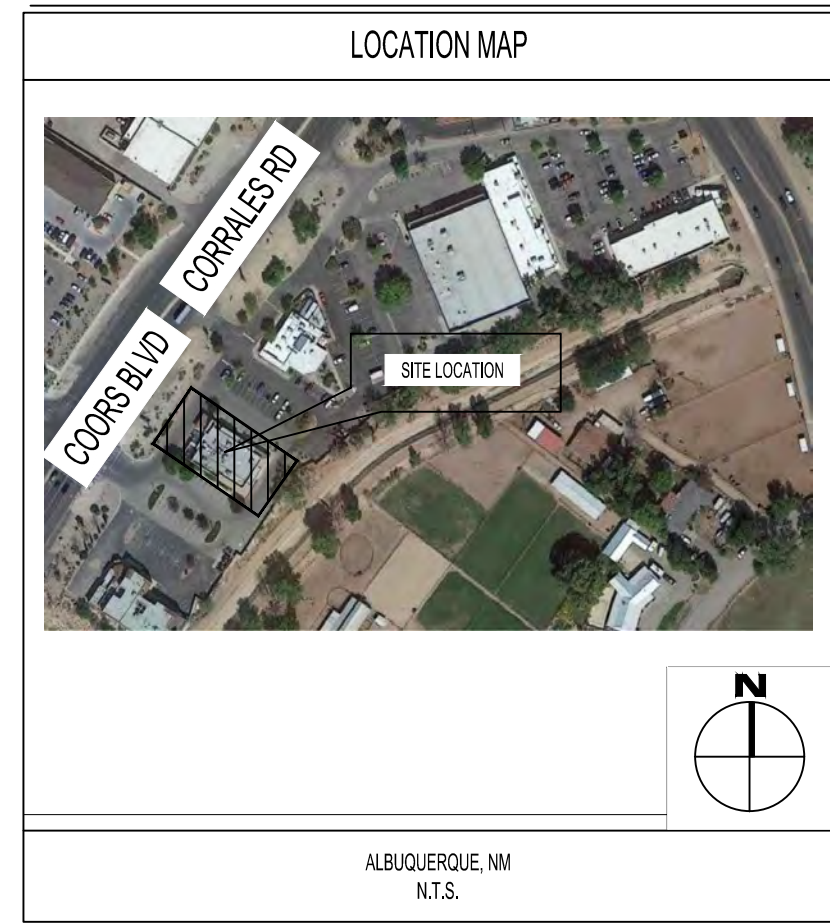 LOCATION MAP
CORRALES RD
COORS BLVD
SITE LOCATION
N
ALBUQUERQUE, NM
N.T.S.